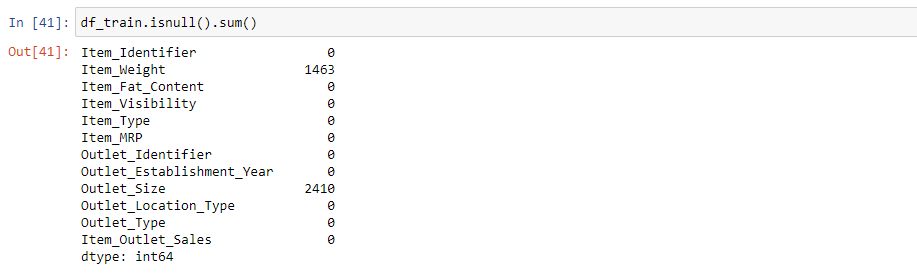 In [41]: df_train.isnull().sum()
Out[41]: Item_Identifier 0
Item_Weight 1463
Item_Fat_Content 0
Item_Visibility 0
Item_Type 0
Item_MRP 0
Outlet_Identifier 0
Outlet_Establishment_Year 0
Outlet_Size 2410
Outlet_Location_Type 0
Outlet_Type 0
Item_Outlet_Sales 0
dtype: int64